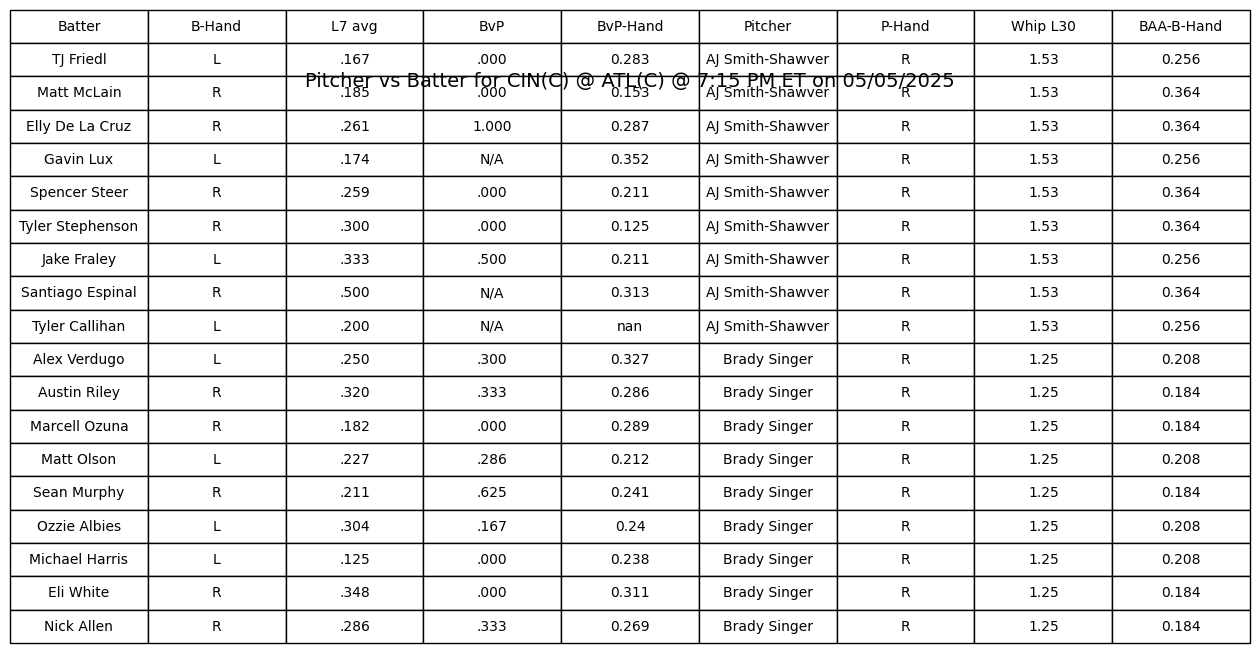 Batter B-Hand L7 avg BvP BvP-Hand Pitcher P-Hand Whip L30 BAA-B-Hand
TJ Friedl L .167 .000 0.283 AJ Smith-Shawver R 1.53 0.256
Pitcher vs Batter for CIN(C) @ ATL(C) @ 7:15 PM ET on 05/05/2025
Matt McLain R .185 .000 0.153 AJ Smith-Shawver R 1.53 0.364
Elly De La Cruz R .261 1.000 0.287 AJ Smith-Shawver R 1.53 0.364
Gavin Lux L .174 N/A 0.352 AJ Smith-Shawver R 1.53 0.256
Spencer Steer R .259 .000 0.211 AJ Smith-Shawver R 1.53 0.364
Tyler Stephenson R .300 .000 0.125 AJ Smith-Shawver R 1.53 0.364
Jake Fraley L .333 .500 0.211 AJ Smith-Shawver R 1.53 0.256
Santiago Espinal R .500 N/A 0.313 AJ Smith-Shawver R 1.53 0.364
Tyler Callihan L .200 N/A nan AJ Smith-Shawver R 1.53 0.256
Alex Verdugo L .250 .300 0.327 Brady Singer R 1.25 0.208
Austin Riley R .320 .333 0.286 Brady Singer R 1.25 0.184
Marcell Ozuna R .182 .000 0.289 Brady Singer R 1.25 0.184
Matt Olson L .227 .286 0.212 Brady Singer R 1.25 0.208
Sean Murphy R .211 .625 0.241 Brady Singer R 1.25 0.184
Ozzie Albies L .304 .167 0.24 Brady Singer R 1.25 0.208
Michael Harris L .125 .000 0.238 Brady Singer R 1.25 0.208
Eli White R .348 .000 0.311 Brady Singer R 1.25 0.184
Nick Allen R .286 .333 0.269 Brady Singer R 1.25 0.184